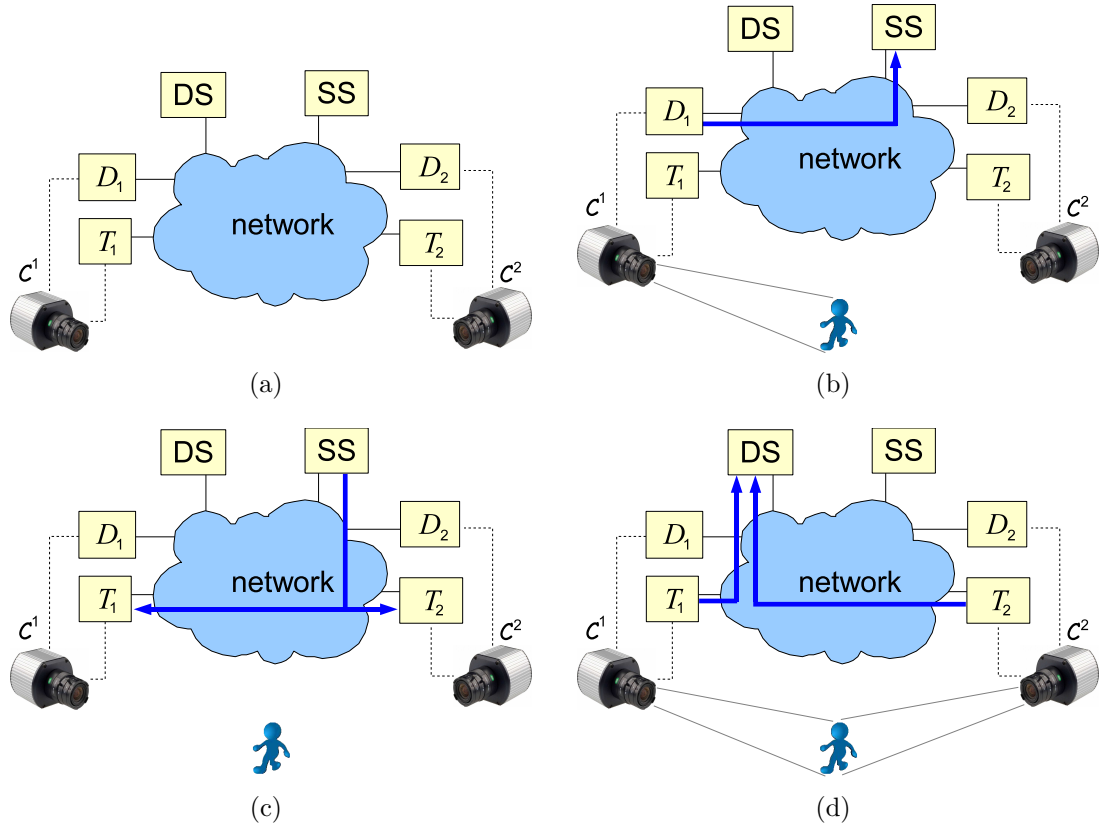 DS SS
D₁ D₂
T₁ network T₂
C¹ C²
(a)
DS SS
D₁ D₂
T₁ network T₂
C¹ C²
(b)
DS SS
D₁ D₂
T₁ network T₂
C¹ C²
(c)
DS SS
D₁ D₂
T₁ network T₂
C¹ C²
(d)